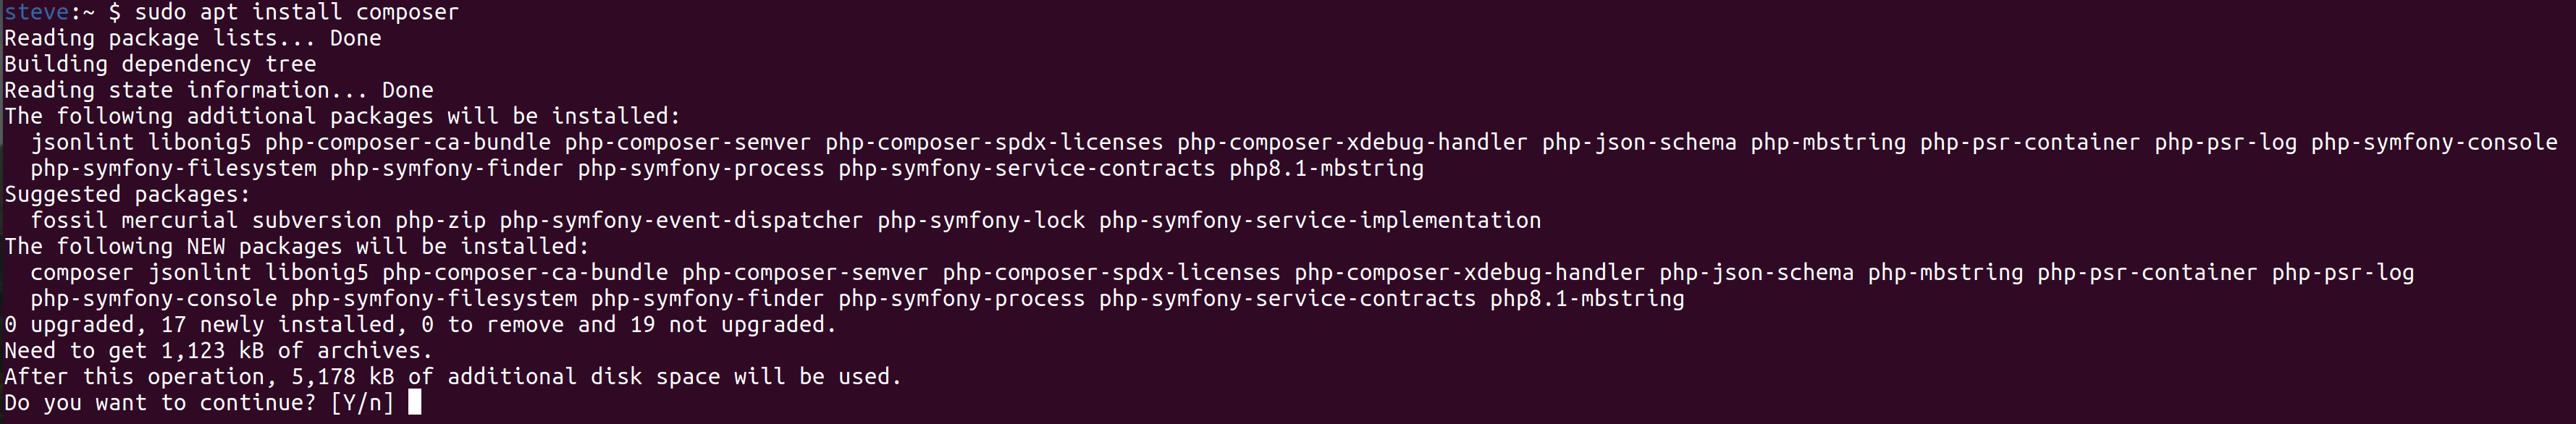 steve:~ $ sudo apt install composer
Reading package lists... Done
Building dependency tree
Reading state information... Done
The following additional packages will be installed:
  jsonlint libonig5 php-composer-ca-bundle php-composer-semver php-composer-spdx-licenses php-composer-xdebug-handler php-json-schema php-mbstring php-psr-container php-psr-log php-symfony-console
  php-symfony-filesystem php-symfony-finder php-symfony-process php-symfony-service-contracts php8.1-mbstring
Suggested packages:
  fossil mercurial subversion php-zip php-symfony-event-dispatcher php-symfony-lock php-symfony-service-implementation
The following NEW packages will be installed:
  composer jsonlint libonig5 php-composer-ca-bundle php-composer-semver php-composer-spdx-licenses php-composer-xdebug-handler php-json-schema php-mbstring php-psr-container php-psr-log
  php-symfony-console php-symfony-filesystem php-symfony-finder php-symfony-process php-symfony-service-contracts php8.1-mbstring
0 upgraded, 17 newly installed, 0 to remove and 19 not upgraded.
Need to get 1,123 kB of archives.
After this operation, 5,178 kB of additional disk space will be used.
Do you want to continue? [Y/n]